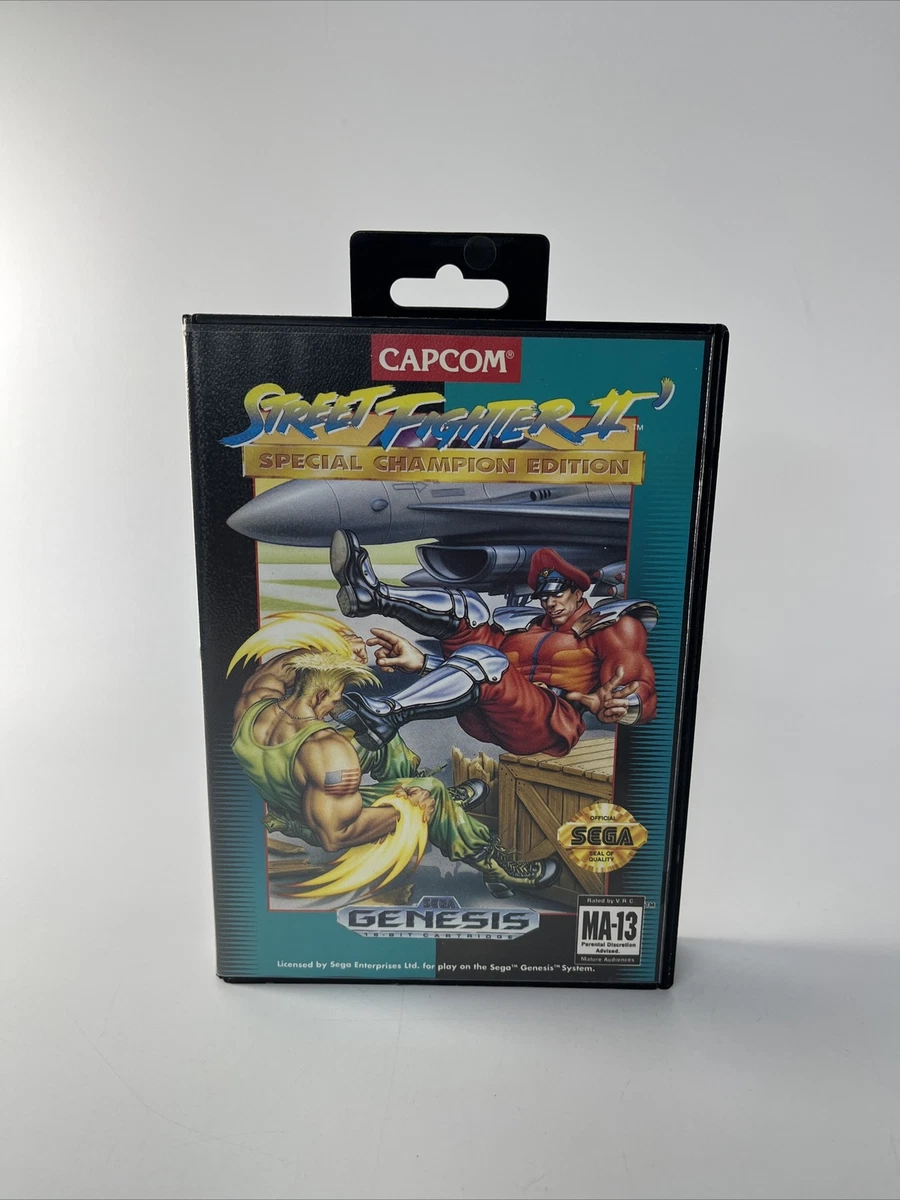 CAPCOM®
STREET FIGHTER II'™
SPECIAL CHAMPION EDITION
OFFICIAL
SEGA
SEAL OF
QUALITY
SEGA
GENESIS
16-BIT CARTRIDGE
Rated by V.R.C.
™
MA-13
Parental Discretion
Advised.
Mature Audiences
Licensed by Sega Enterprises Ltd. for play on the Sega™ Genesis™ System.